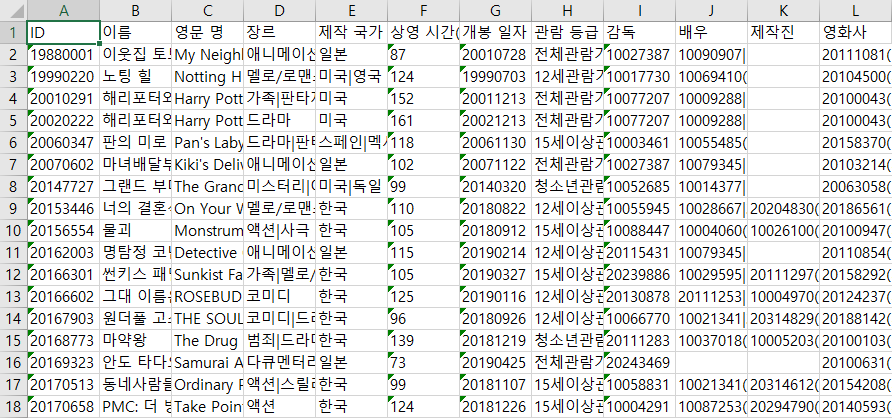 A B C D E F G H I J K L
1 ID 이름 영문 명 장르 제작 국가 상영 시간( 개봉 일자 관람 등급 감독 배우 제작진 영화사
2 19880001 이웃집 토 My Neigh 애니메이션 일본 87 20010728 전체관람가 10027387 10090907| 20111081(
3 19990220 노팅 힐 Notting H 멜로/로맨 미국|영국 124 19990703 12세관람 10017730 10069410( 20104500(
4 20010291 해리포터와 Harry Pott 가족|판타지 미국 152 20011213 전체관람가 10077207 10009288| 20100043(
5 20020222 해리포터와 Harry Pott 드라마 미국 161 20021213 전체관람가 10077207 10009288| 20100043(
6 20060347 판의 미로 Pan's Lab 드라마|판 스페인|멕 118 20061130 15세이상관 10003461 10055485( 20158370(
7 20070602 마녀배달부 Kiki's Deliv 애니메이션 일본 102 20071122 전체관람가 10027387 10079345| 20103214(
8 20147727 그랜드 부 The Grand 미스터리| 미국|독일 99 20140320 청소년관람 10052685 10014377| 20063058(
9 20153446 너의 결혼 On Your W 멜로/로맨 한국 110 20180822 12세이상관 10055945 10028667| 20204830( 20186561(
10 20156554 물괴 Monstrum 액션|사극 한국 105 20180912 15세이상관 10088447 10004060( 10026100( 20100947(
11 20162003 명탐정 코 Detective 애니메이션 일본 115 20190214 12세이상관 20115431 10079345| 20110854(
12 20166301 썬키스 패 Sunkist Fa 가족|멜로/ 한국 105 20190327 15세이상관 20239886 10029595| 20111297( 20158292(
13 20166602 그대 이름 ROSEBUD 코미디 한국 125 20190116 12세이상관 20130878 20111253| 10004970( 20124237(
14 20167903 원더풀 고 THE SOUL 코미디|드 한국 96 20180926 12세이상관 10066770 10021341| 20314829( 20188142(
15 20168773 마약왕 The Drug 범죄|드라 한국 139 20181219 청소년관람 20111283 10037018( 10005203( 20100103(
16 20169323 안도 타다 Samurai A 다큐멘터리 일본 73 20190425 전체관람가 20243469 20100631(
17 20170513 동네사람들 Ordinary P 액션|스릴 한국 99 20181107 15세이상관 10058831 10021341( 20314612( 20154208(
18 20170658 PMC: 더 벙 Take Poin 액션 한국 124 20181226 15세이상관 10004291 10087253( 20294790( 20140593(